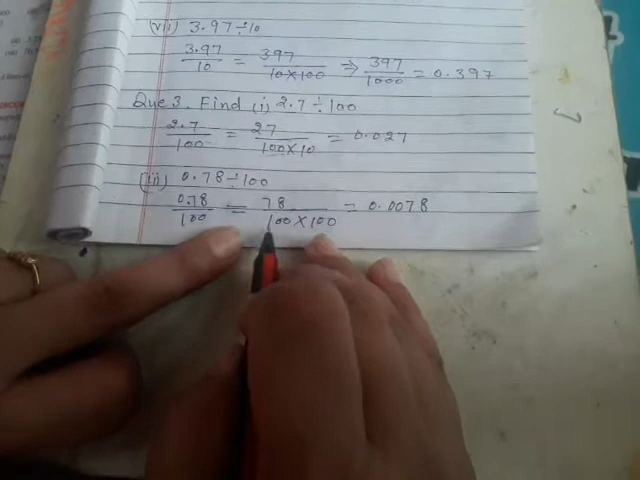 (vii) 3.97÷10
3.97/10 = 397/10×100 ⇒ 397/1000 = 0.397
Que 3. Find (i) 2.7÷100
2.7/100 = 27/100×10 = 0.027
(ii) 0.78÷100
0.78/100 = 78/100×100 = 0.0078